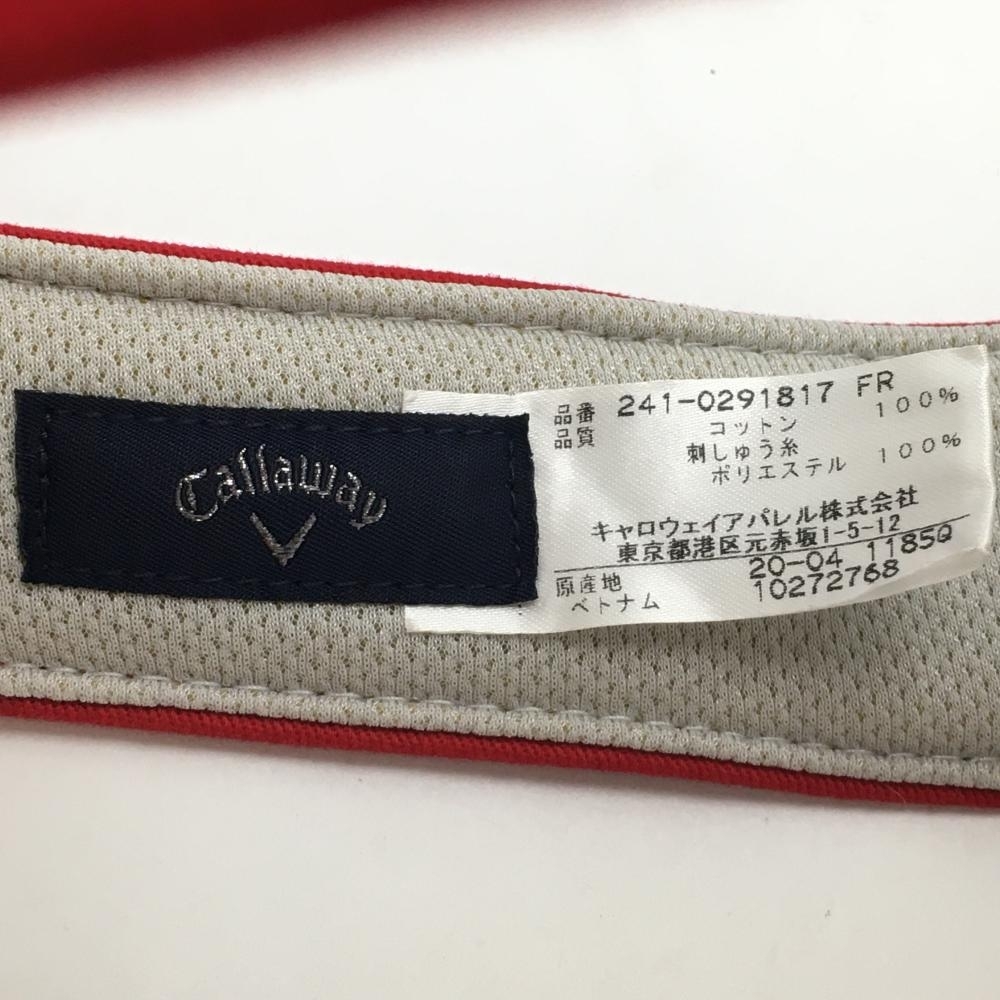 Callaway
品番 241-0291817 FR
品質 コットン 100%
刺しゅう糸
ポリエステル 100%
キャロウェイアパレル株式会社
東京都港区元赤坂1-5-12
20-04 1185Q
原産地 10272768
ベトナム